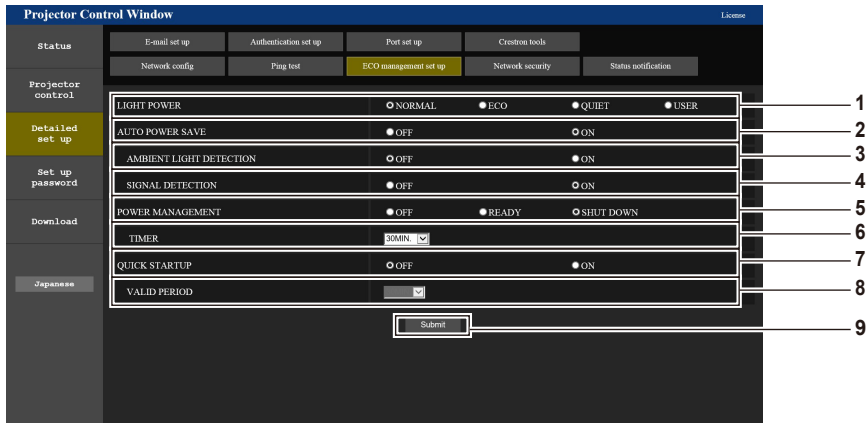 Projector Control Window
License
Status
E-mail set up
Authentication set up
Port set up
Crestron tools
Network config
Ping test
ECO management set up
Network security
Status notification
Projector
control
Detailed
set up
Set up
password
Download
Japanese
LIGHT POWER NORMAL ECO QUIET USER 1
AUTO POWER SAVE OFF ON 2
AMBIENT LIGHT DETECTION OFF ON 3
SIGNAL DETECTION OFF ON 4
POWER MANAGEMENT OFF READY SHUT DOWN 5
TIMER 30MIN. 6
QUICK STARTUP OFF ON 7
VALID PERIOD 8
Submit 9